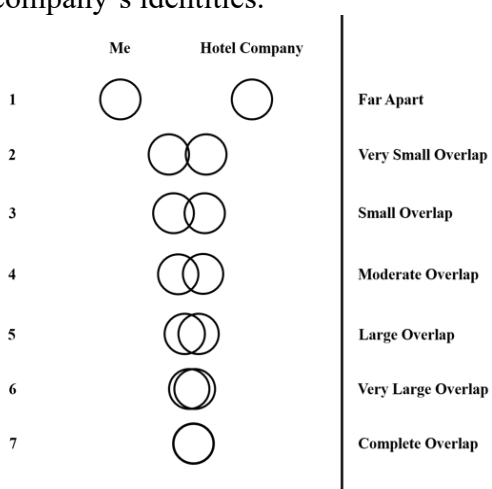 company's identities.
Me Hotel Company
1 Far Apart
2 Very Small Overlap
3 Small Overlap
4 Moderate Overlap
5 Large Overlap
6 Very Large Overlap
7 Complete Overlap